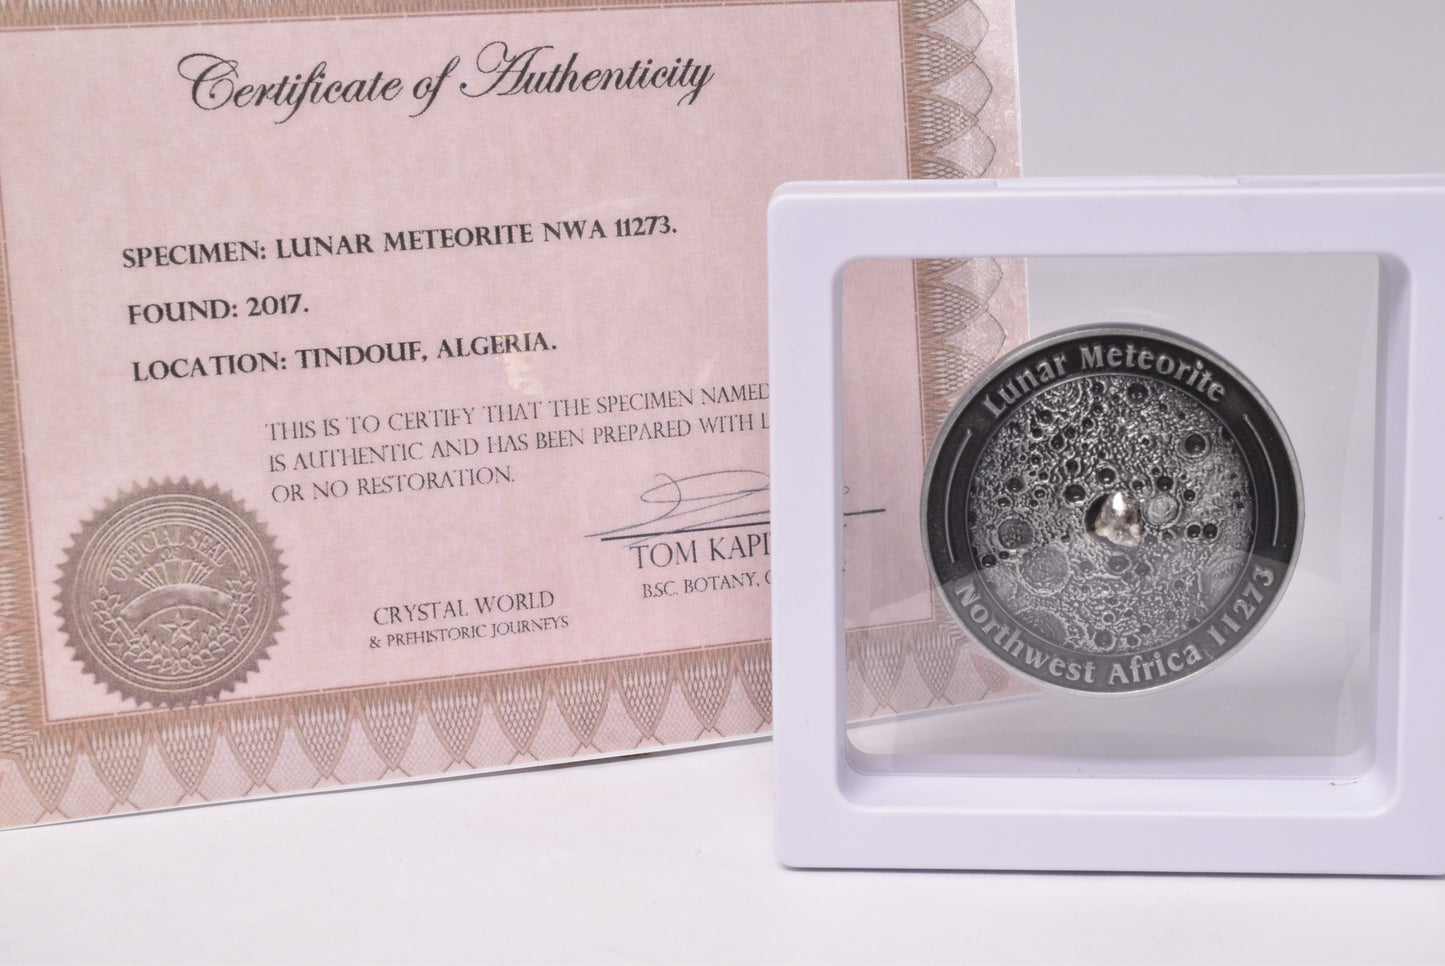 Certificate of Authenticity
SPECIMEN: LUNAR METEORITE NWA 11273.
FOUND: 2017.
LOCATION: TINDOUF, ALGERIA.
THIS IS TO CERTIFY THAT THE SPECIMEN NAMED
IS AUTHENTIC AND HAS BEEN PREPARED WITH L
OR NO RESTORATION.
OFFICIAL SEAL
OF
TOM KAPI
B.SC. BOTANY, G
CRYSTAL WORLD
& PREHISTORIC JOURNEYS
Lunar Meteorite
Northwest Africa 11273